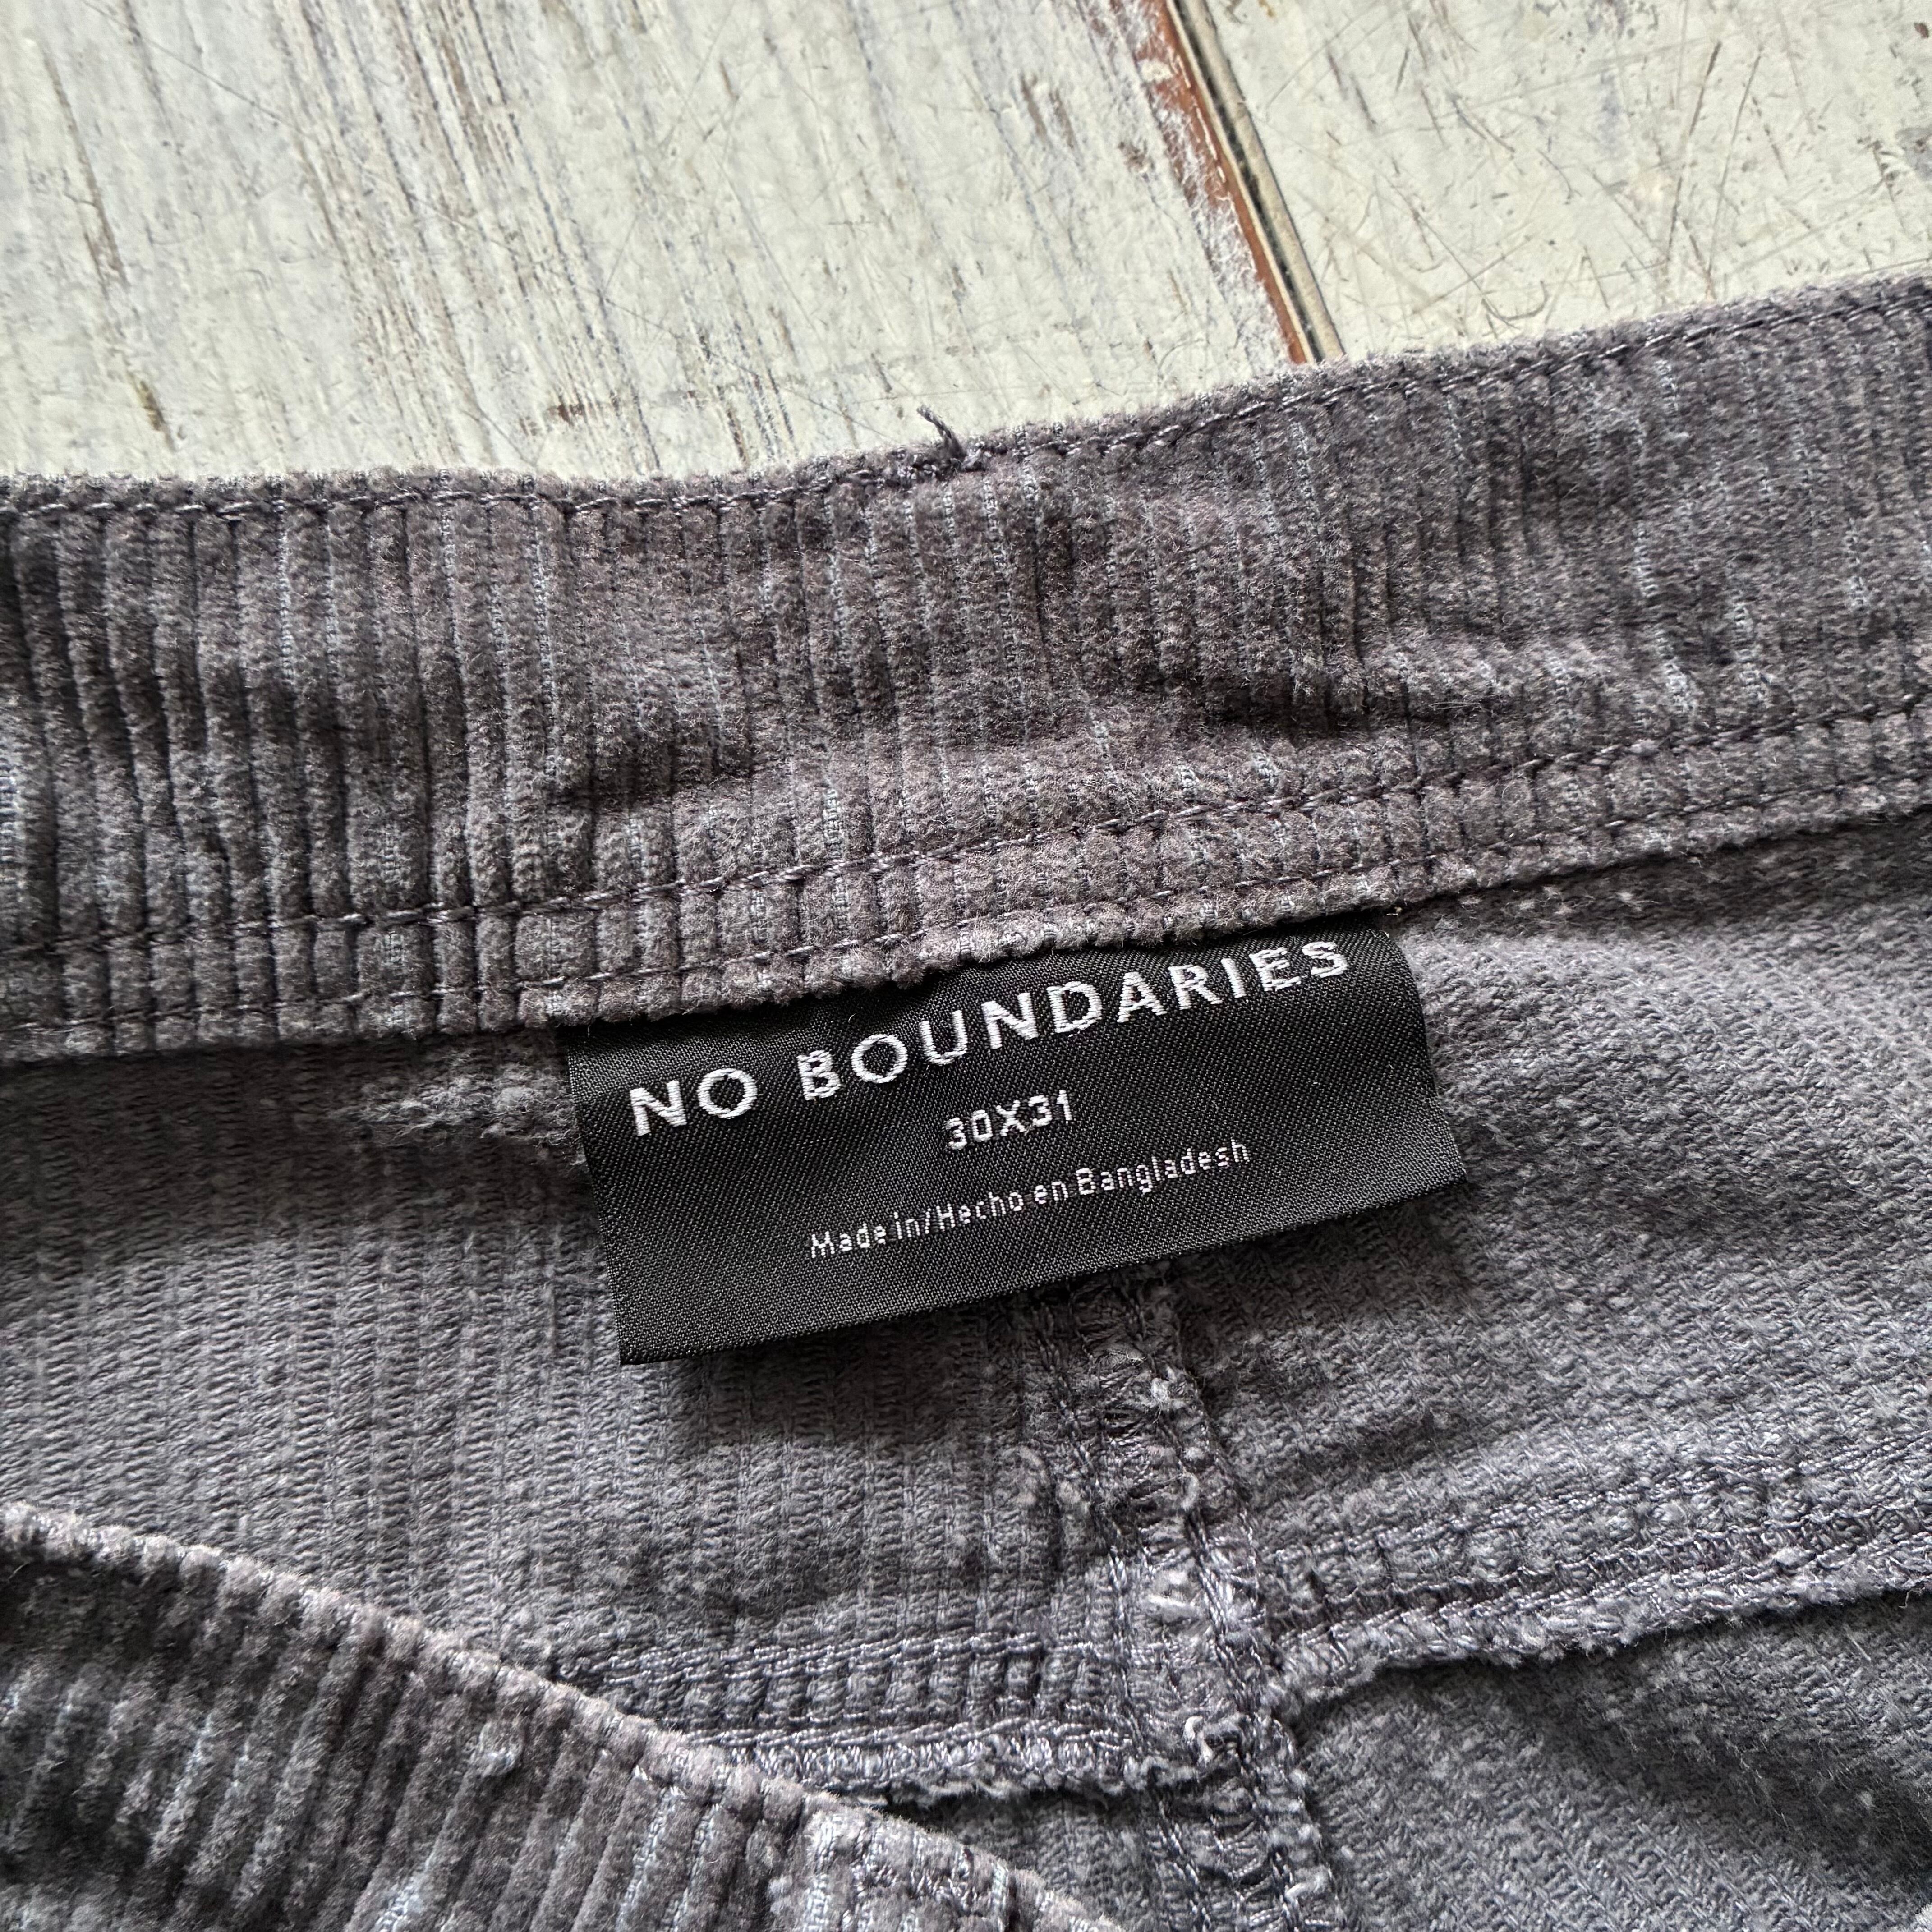 NO BOUNDARIES
30X31
Made in/Hecho en Bangladesh